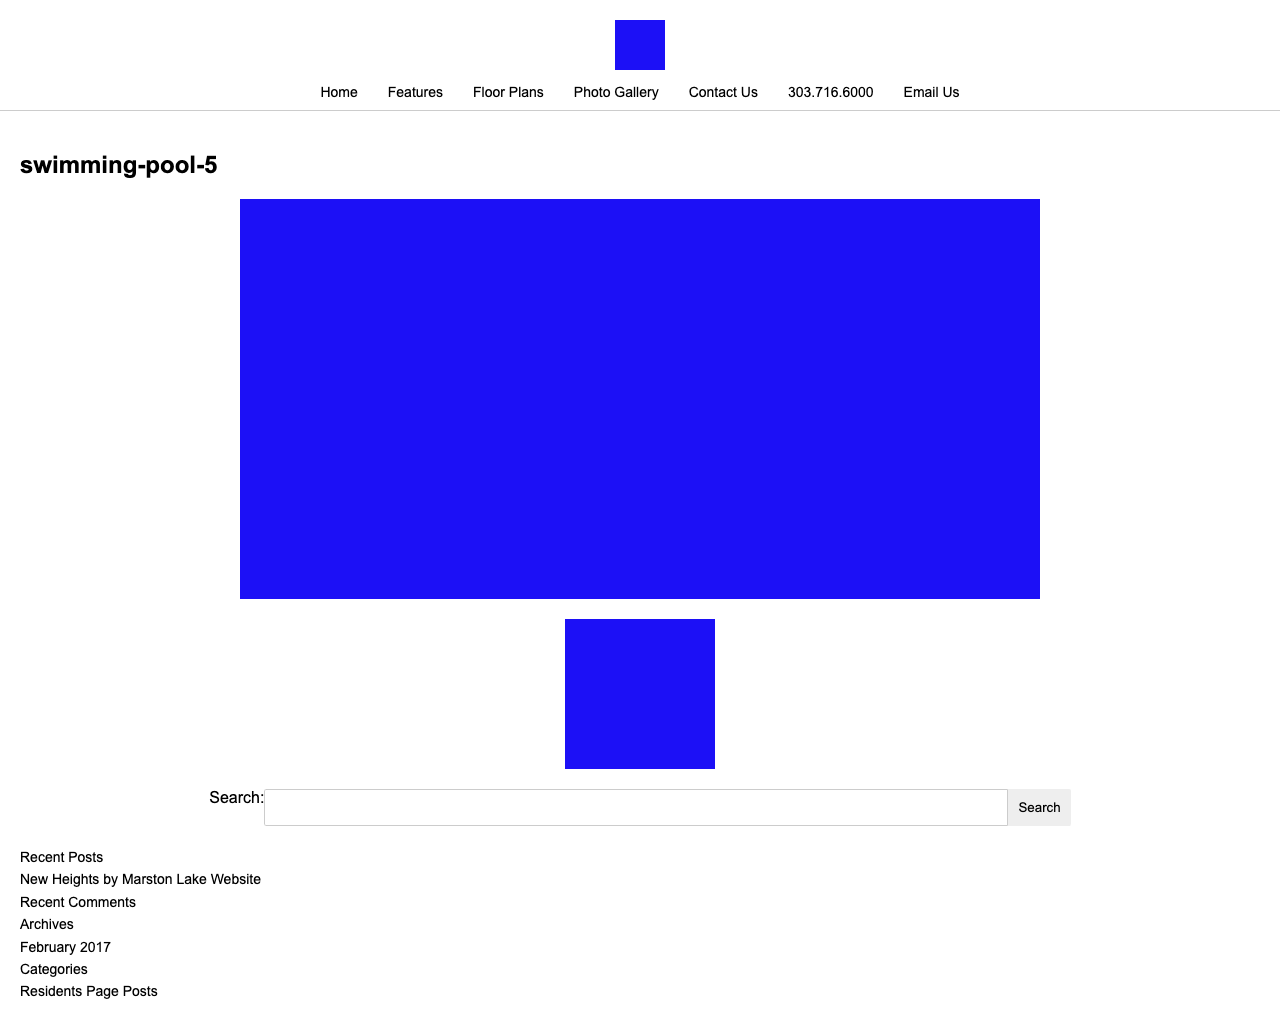 Home Features Floor Plans Photo Gallery Contact Us 303.716.6000 Email Us
swimming-pool-5
Search: Search
Recent Posts
New Heights by Marston Lake Website
Recent Comments
Archives
February 2017
Categories
Residents Page Posts